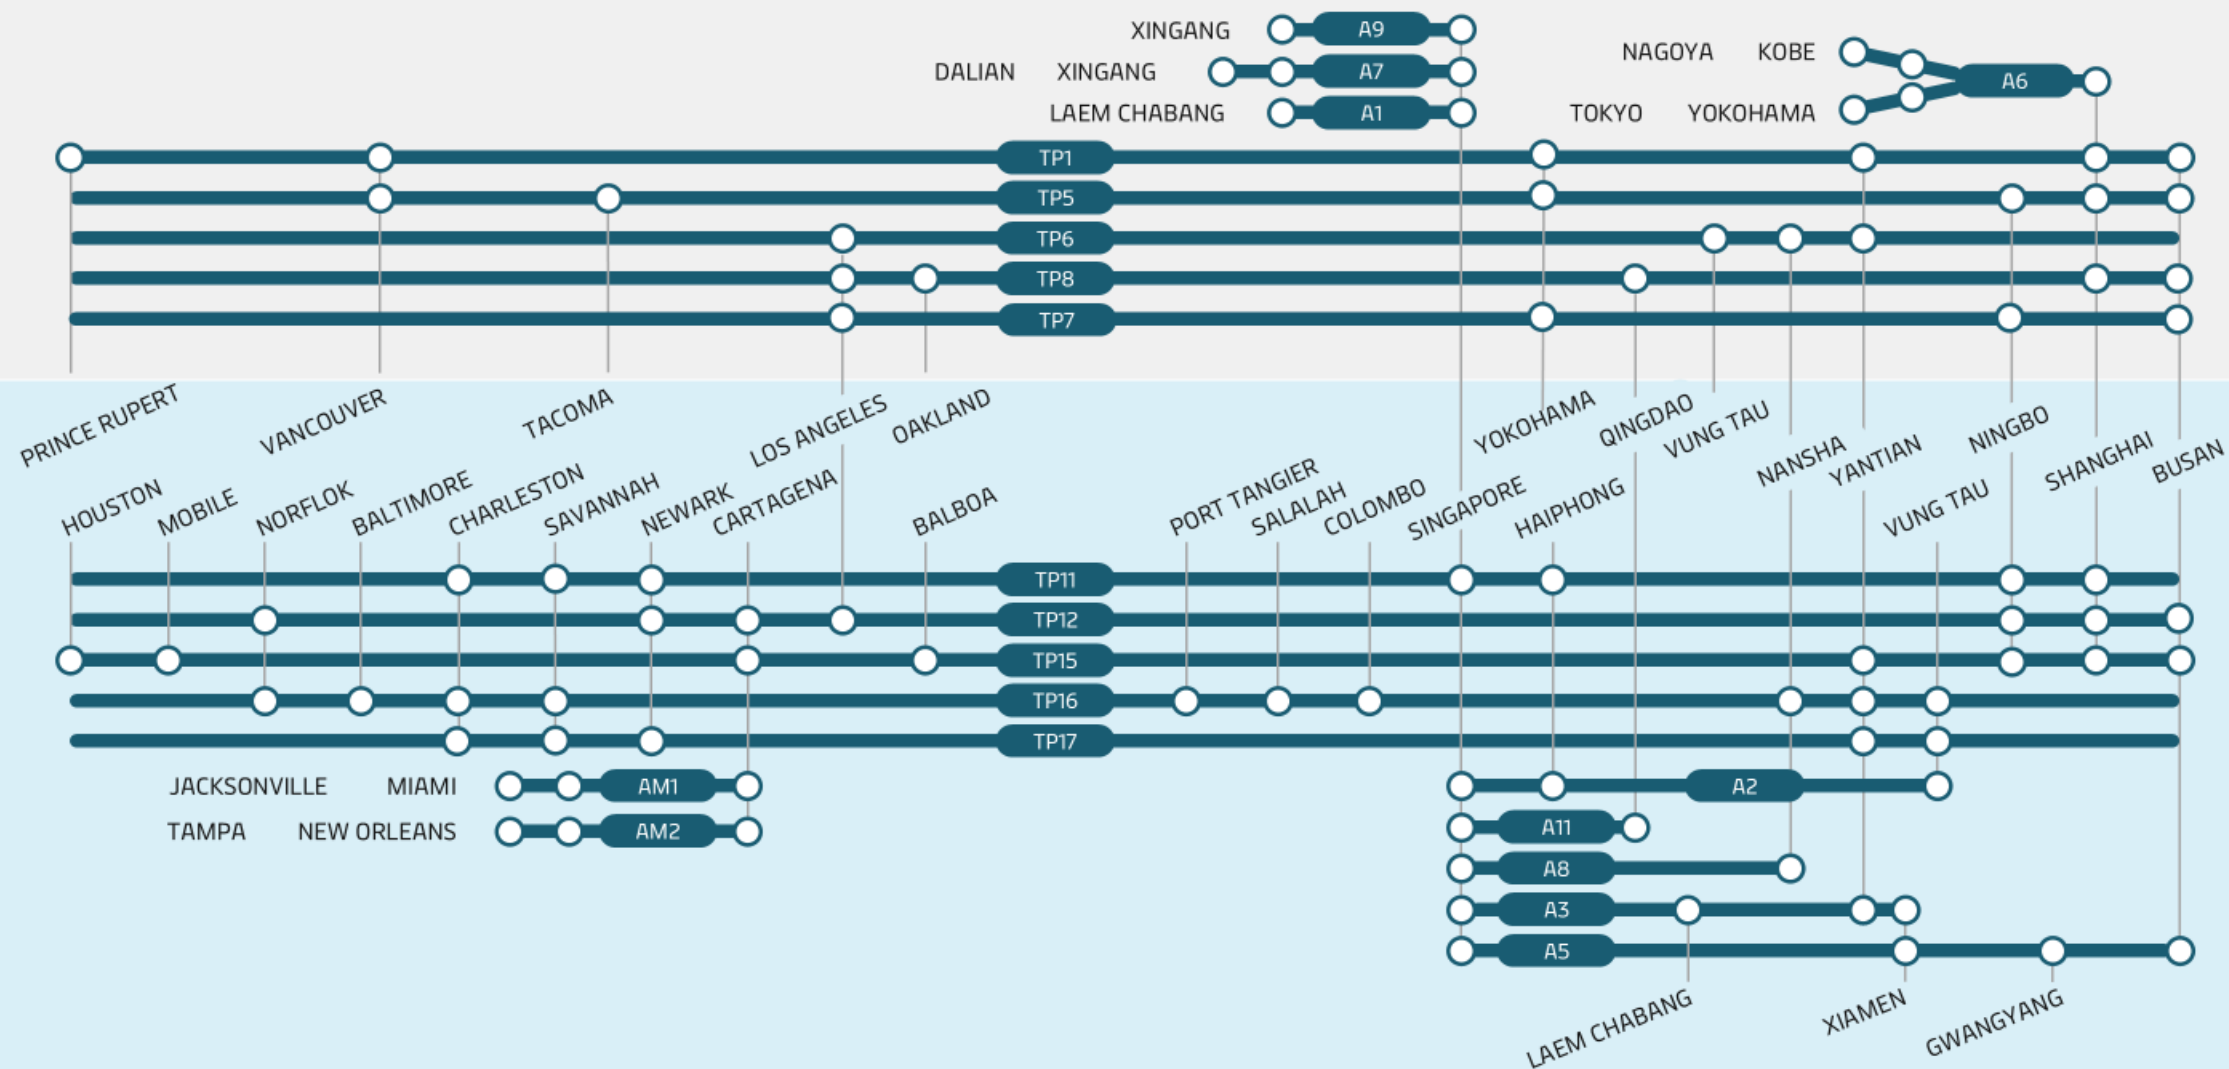 XINGANG A9
NAGOYA KOBE
DALIAN XINGANG A7
A6
LAEM CHABANG A1
TOKYO YOKOHAMA
TP1
TP5
TP6
TP8
TP7
PRINCE RUPERT
VANCOUVER
TACOMA
LOS ANGELES
OAKLAND
YOKOHAMA
QINGDAO
VUNG TAU
NANSHA
YANTIAN
NINGBO
SHANGHAI
BUSAN
HOUSTON
MOBILE
NORFLOK
BALTIMORE
CHARLESTON
SAVANNAH
NEWARK
CARTAGENA
BALBOA
PORT TANGIER
SALALAH
COLOMBO
SINGAPORE
HAIPHONG
VUNG TAU
TP11
TP12
TP15
TP16
TP17
JACKSONVILLE MIAMI AM1
A2
TAMPA NEW ORLEANS AM2
A11
A8
A3
A5
LAEM CHABANG
XIAMEN
GWANGYANG